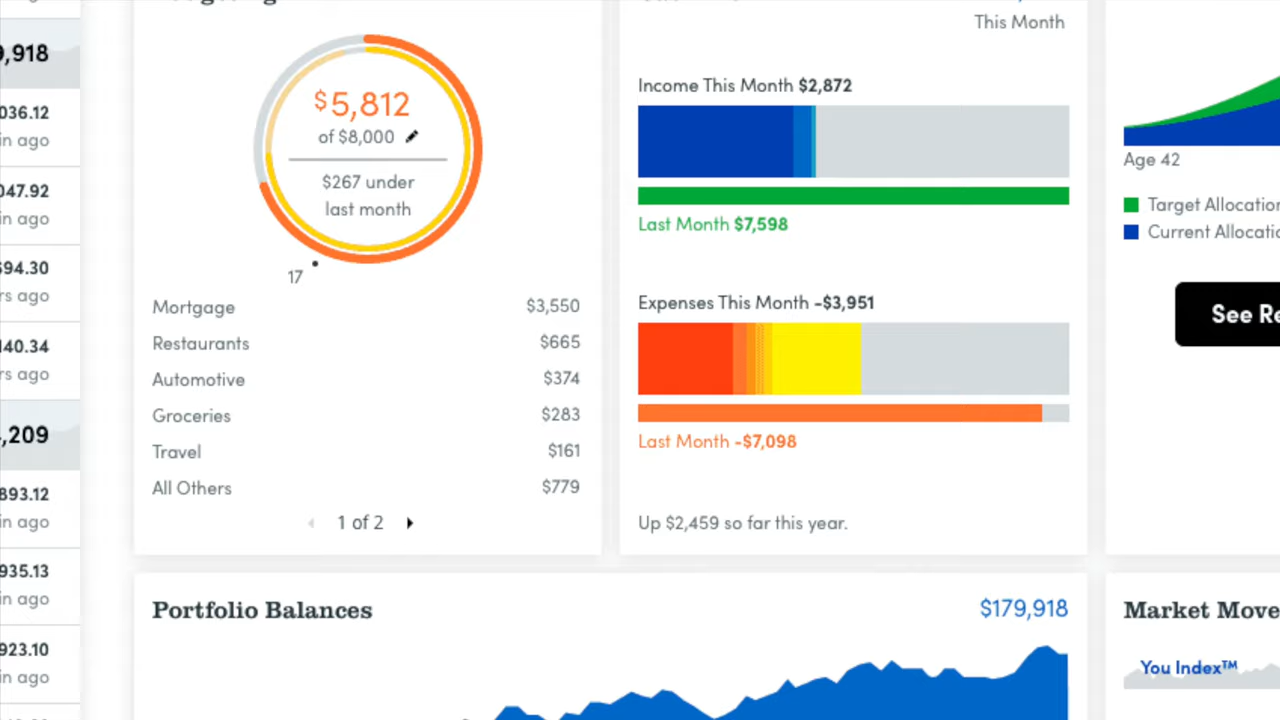 9,918
036.12
in ago
047.92
in ago
694.30
rs ago
140.34
rs ago
4,209
893.12
in ago
935.13
in ago
923.10
in ago
$5,812
of $8,000
$267 under
last month
17
Mortgage $3,550
Restaurants $665
Automotive $374
Groceries $283
Travel $161
All Others $779
1 of 2
This Month
Income This Month $2,872
Last Month $7,598
Expenses This Month -$3,951
Last Month -$7,098
Up $2,459 so far this year.
Age 42
Target Allocation
Current Allocatio
See Re
Portfolio Balances $179,918
Market Move
You Index™